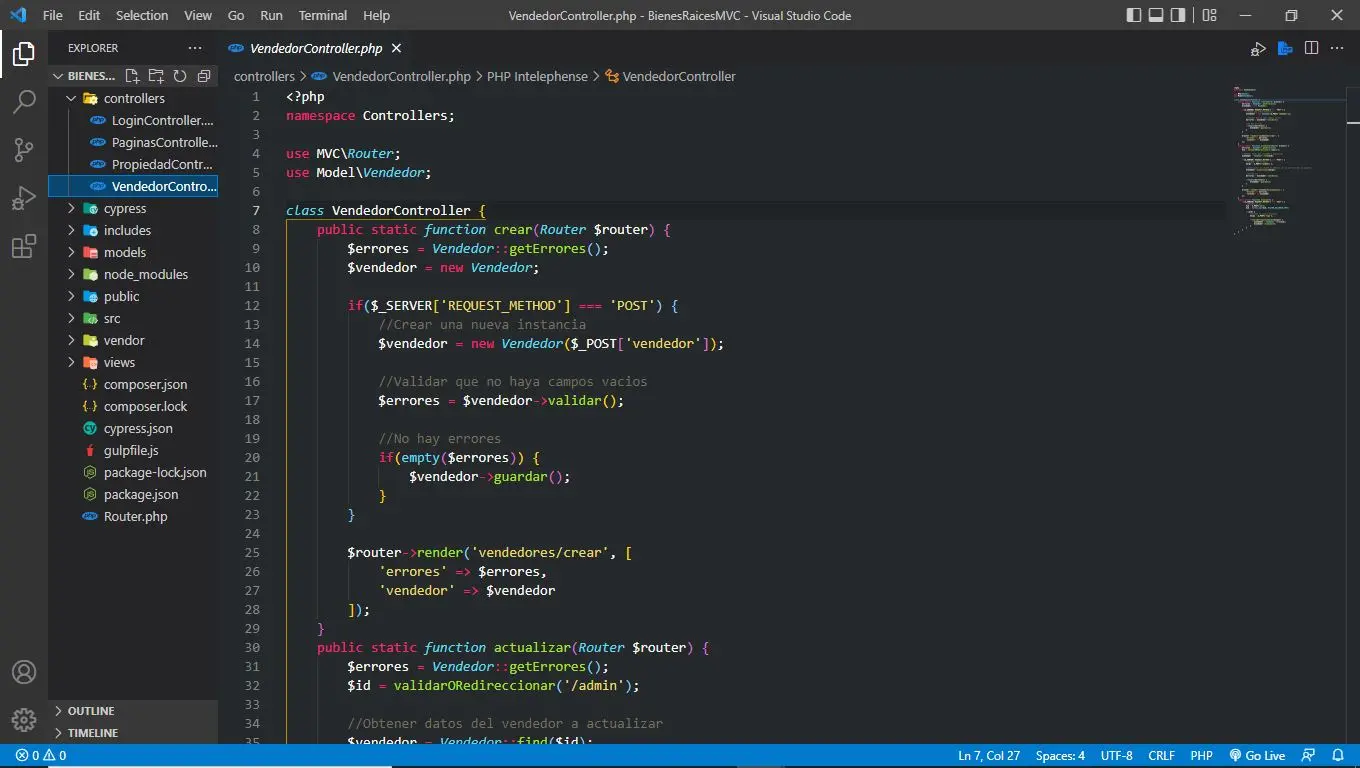 File Edit Selection View Go Run Terminal Help
VendedorController.php - BienesRaicesMVC - Visual Studio Code
EXPLORER
BIENES...
controllers
LoginController....
PaginasControlle...
PropiedadContr...
VendedorContro...
cypress
includes
models
node_modules
public
src
vendor
views
composer.json
composer.lock
cypress.json
gulpfile.js
package-lock.json
package.json
Router.php
OUTLINE
TIMELINE
VendedorController.php
controllers > VendedorController.php > PHP Intelephense > VendedorController
1 <?php
2 namespace Controllers;
3
4 use MVC\Router;
5 use Model\Vendedor;
6
7 class VendedorController {
8 public static function crear(Router $router) {
9 $errores = Vendedor::getErrores();
10 $vendedor = new Vendedor;
11
12 if($_SERVER['REQUEST_METHOD'] === 'POST') {
13 //Crear una nueva instancia
14 $vendedor = new Vendedor($_POST['vendedor']);
15
16 //Validar que no haya campos vacios
17 $errores = $vendedor->validar();
18
19 //No hay errores
20 if(empty($errores)) {
21 $vendedor->guardar();
22 }
23 }
24
25 $router->render('vendedores/crear', [
26 'errores' => $errores,
27 'vendedor' => $vendedor
28 ]);
29 }
30 public static function actualizar(Router $router) {
31 $errores = Vendedor::getErrores();
32 $id = validarORedireccionar('/admin');
33
34 //Obtener datos del vendedor a actualizar
35 $vendedor = Vendedor::find($id);
0 0
Ln 7, Col 27 Spaces: 4 UTF-8 CRLF PHP Go Live